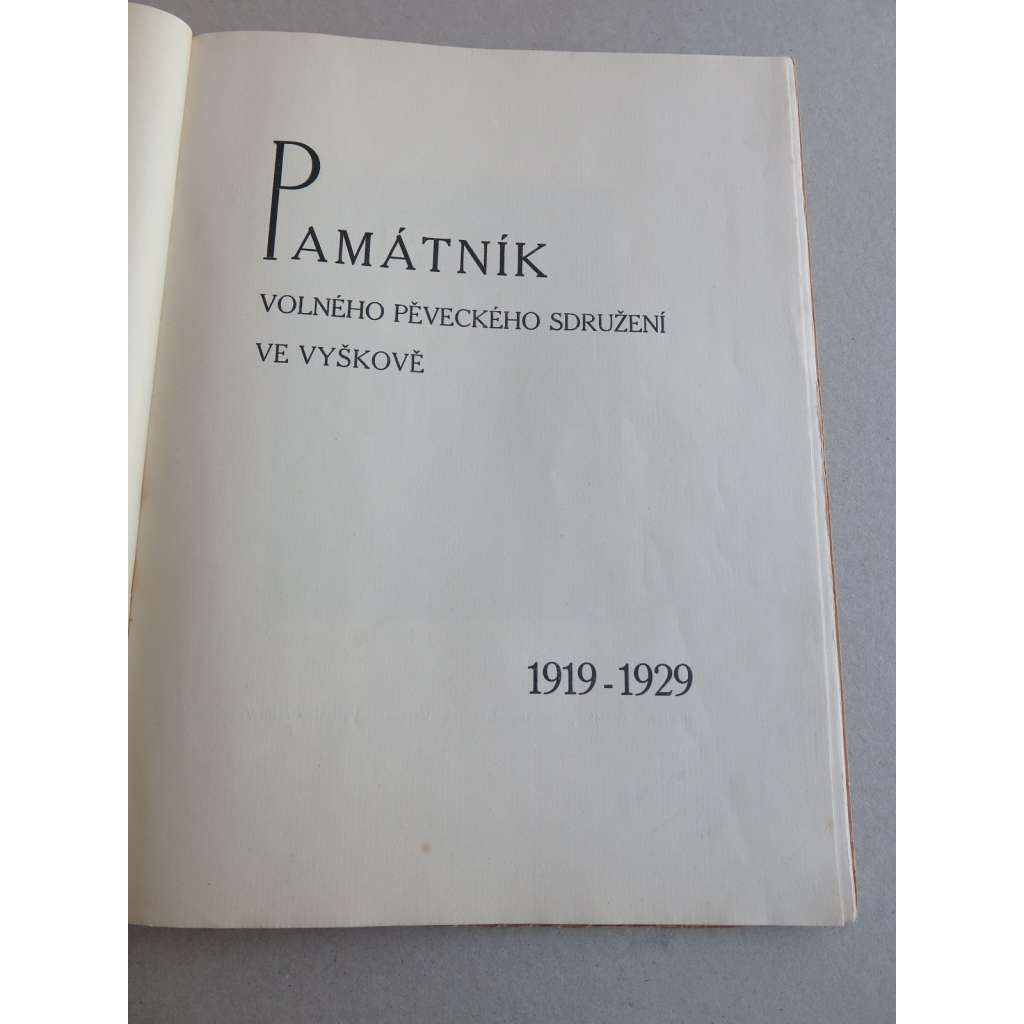 PAMÁTNÍK
VOLNÉHO PĚVECKÉHO SDRUŽENÍ
VE VYŠKOVĚ
1919 - 1929